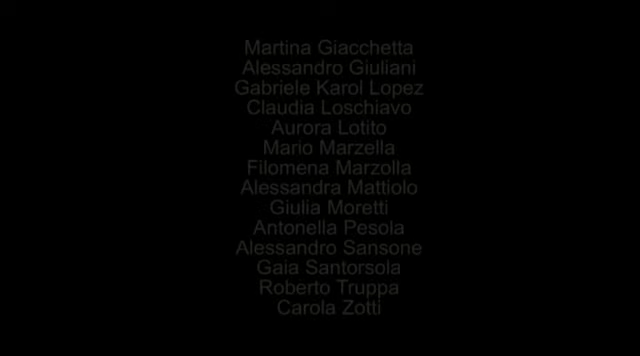 Martina Giacchetta
Alessandro Giuliani
Gabriele Karol Lopez
Claudia Loschiavo
Aurora Lotito
Mario Marzella
Filomena Marzolla
Alessandra Mattiolo
Giulia Moretti
Antonella Pesola
Alessandro Sansone
Gaia Santorsola
Roberto Truppa
Carola Zotti